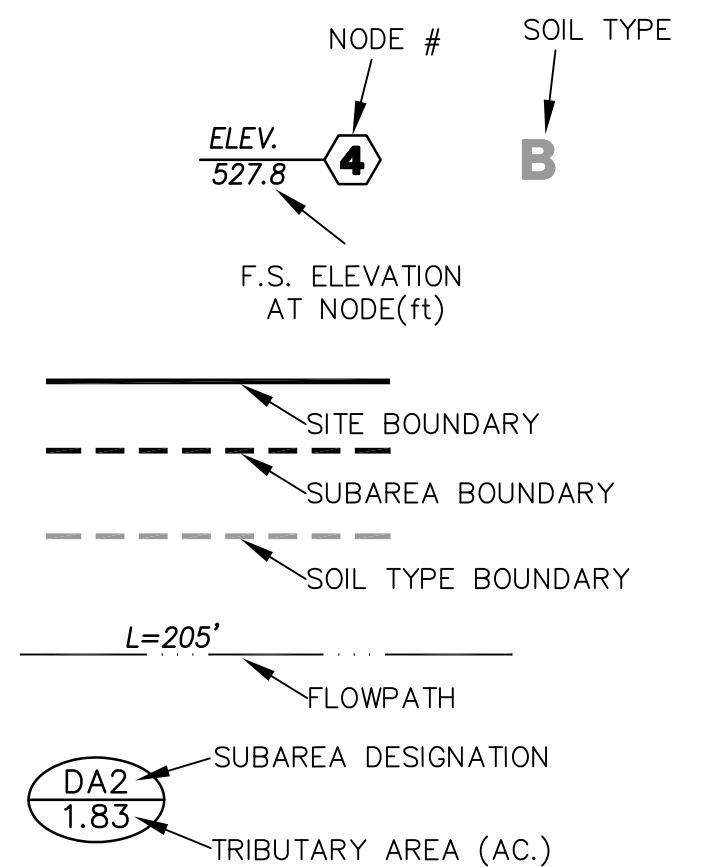 NODE #
SOIL TYPE
ELEV.
527.8
4
B
F.S. ELEVATION
AT NODE(ft)
SITE BOUNDARY
SUBAREA BOUNDARY
SOIL TYPE BOUNDARY
L=205'
FLOWPATH
SUBAREA DESIGNATION
DA2
1.83
TRIBUTARY AREA (AC.)